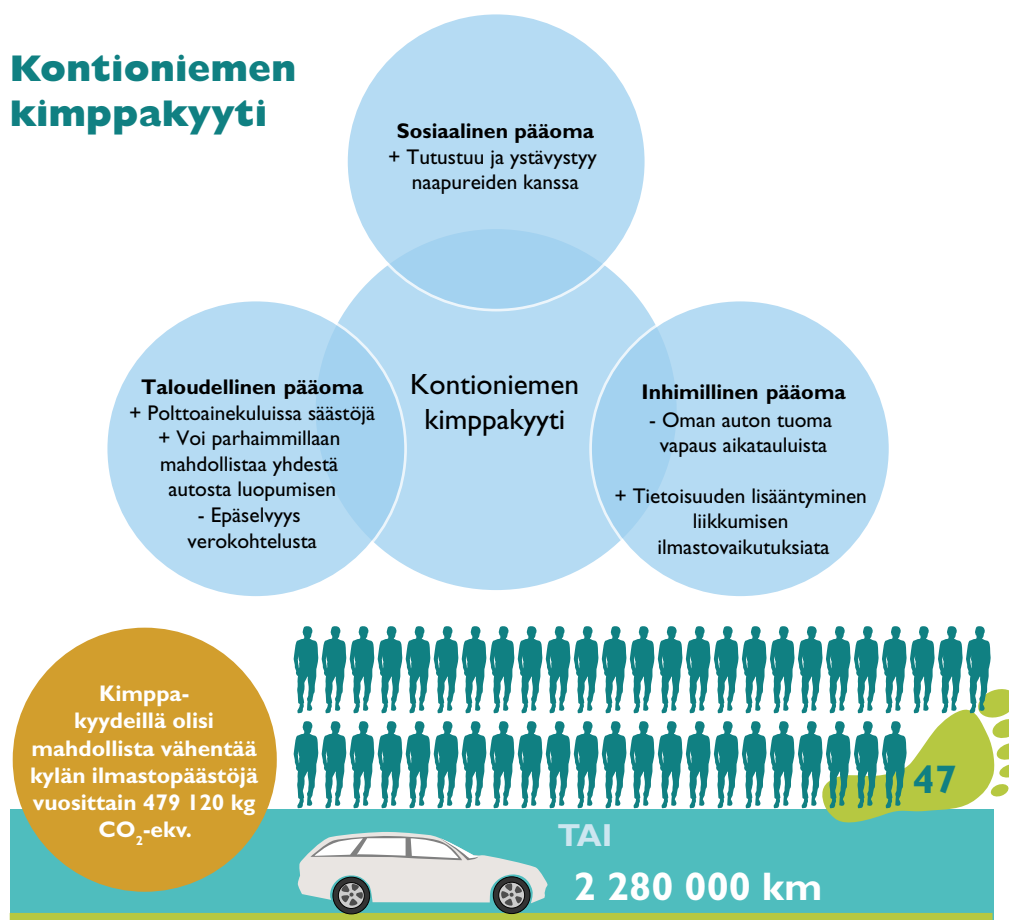 Kontioniemen
kimppakyyti
Sosiaalinen pääoma
+ Tutustuu ja ystävystyy
naapureiden kanssa
Taloudellinen pääoma
+ Polttoainekuluissa säästöjä
+ Voi parhaimmillaan
mahdollistaa yhdestä
autosta luopumisen
- Epäselvyys
verokohtelusta
Kontioniemen
kimppakyyti
Inhimillinen pääoma
- Oman auton tuoma
vapaus aikatauluista
+ Tietoisuuden lisääntyminen
liikkumisen
ilmastovaikutuksiata
Kimppa-
kyydeillä olisi
mahdollista vähentää
kylän ilmastopäästöjä
vuosittain 479 120 kg
CO₂-ekv.
47
TAI
2 280 000 km